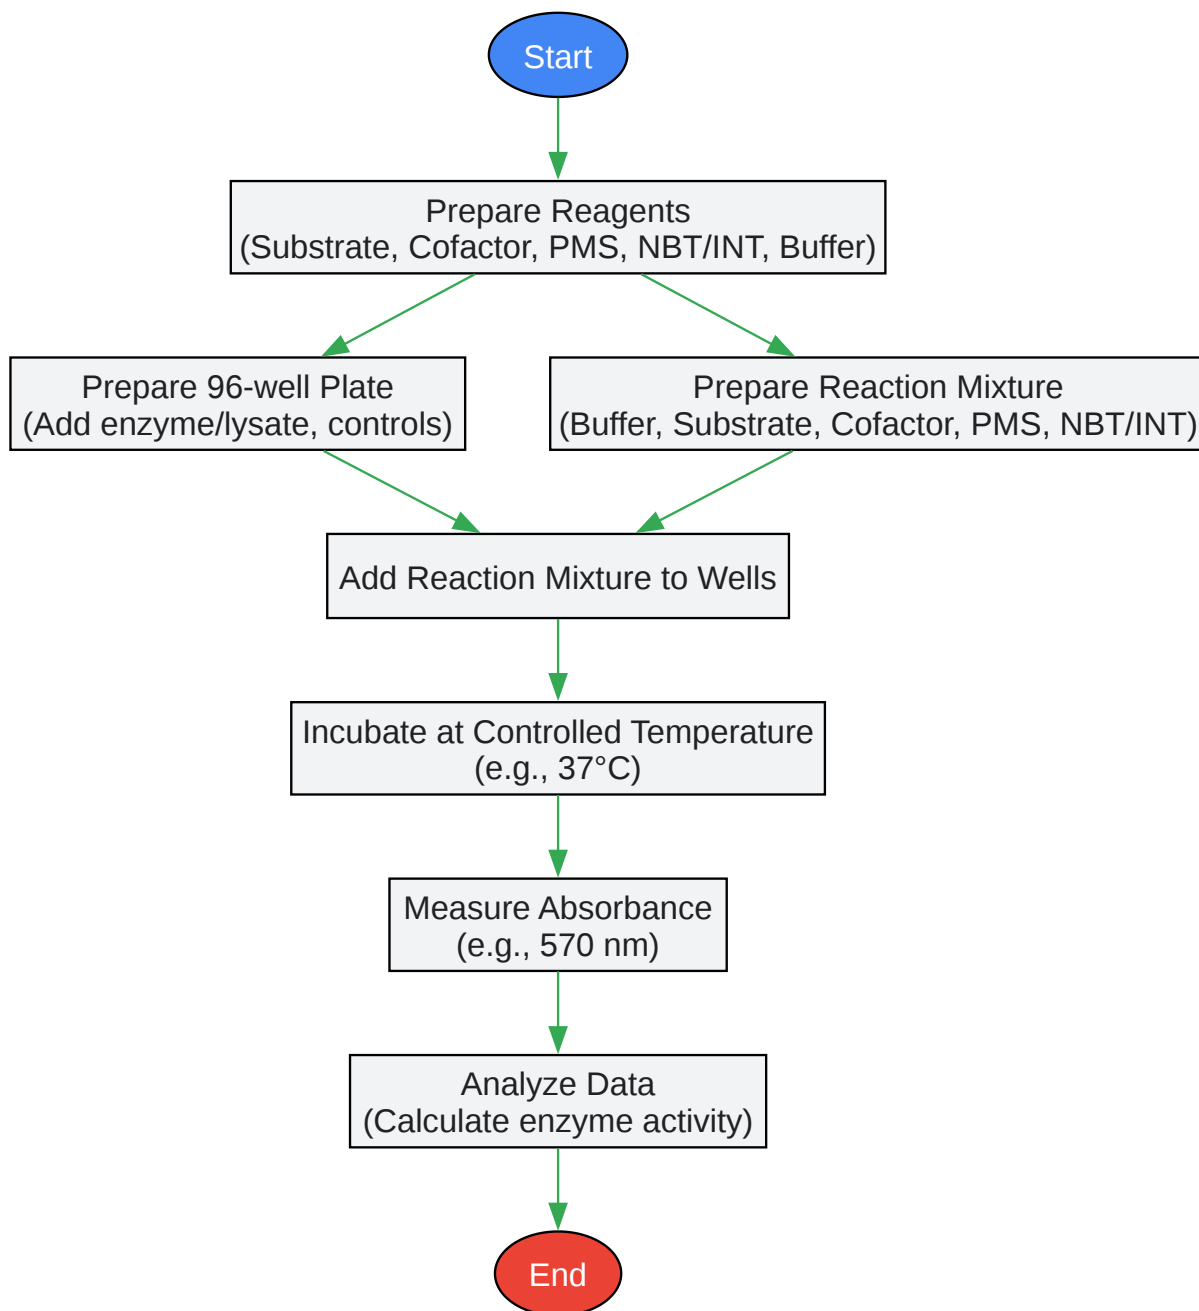 Start
Prepare Reagents
(Substrate, Cofactor, PMS, NBT/INT, Buffer)
Prepare 96-well Plate
(Add enzyme/lysate, controls)
Prepare Reaction Mixture
(Buffer, Substrate, Cofactor, PMS, NBT/INT)
Add Reaction Mixture to Wells
Incubate at Controlled Temperature
(e.g., 37°C)
Measure Absorbance
(e.g., 570 nm)
Analyze Data
(Calculate enzyme activity)
End